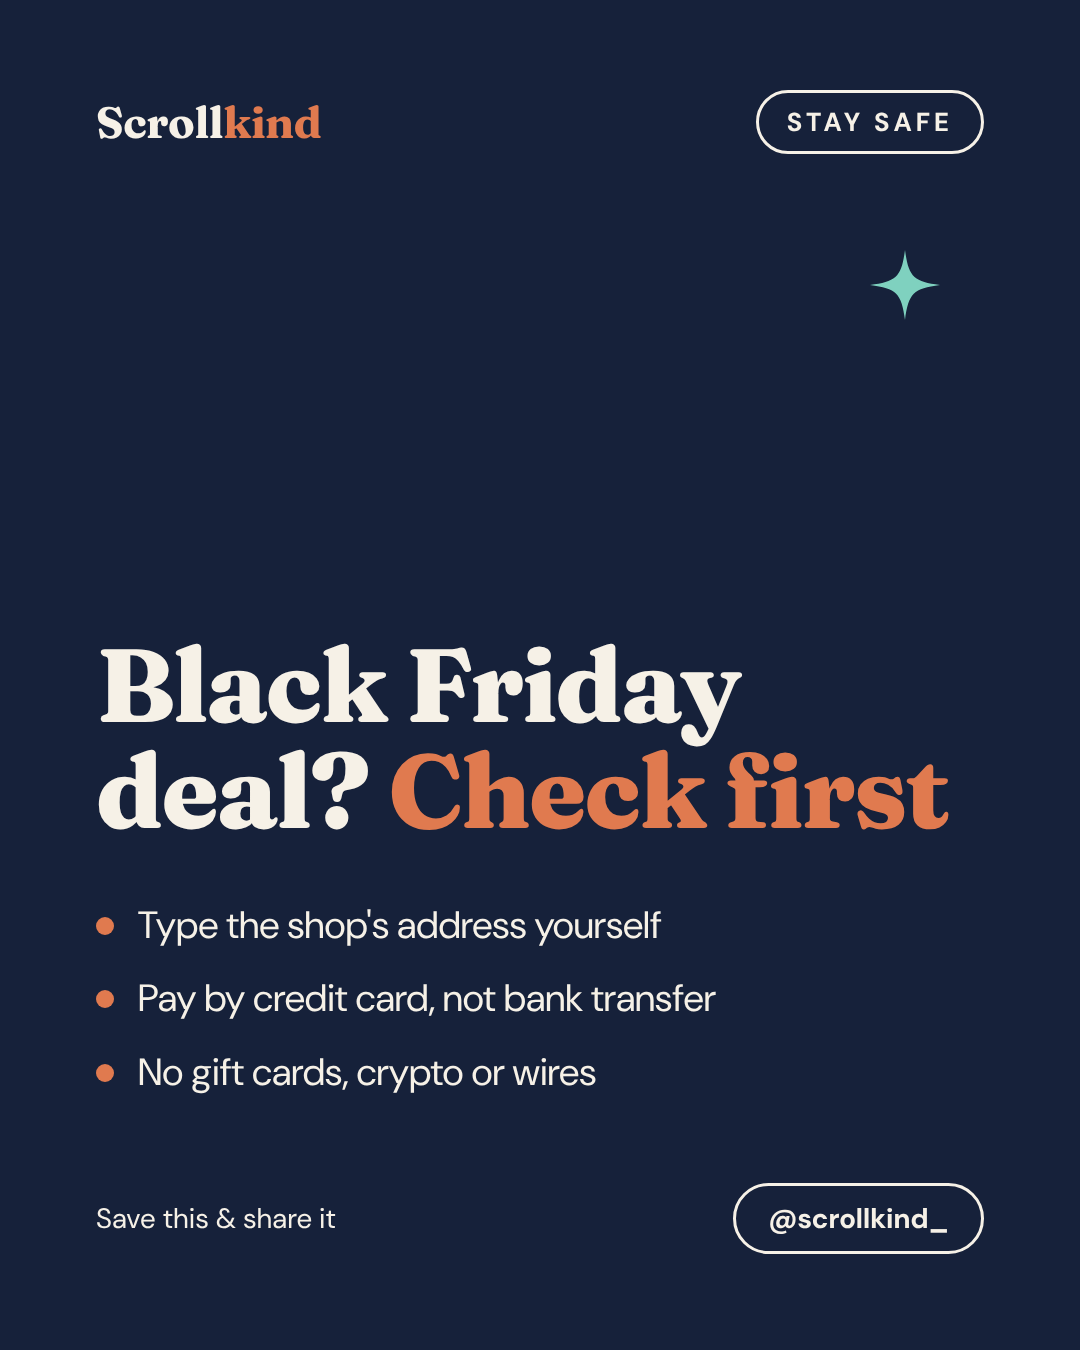 Scrollkind
STAY SAFE
Black Friday
deal? Check first
Type the shop's address yourself
Pay by credit card, not bank transfer
No gift cards, crypto or wires
Save this & share it
@scrollkind_